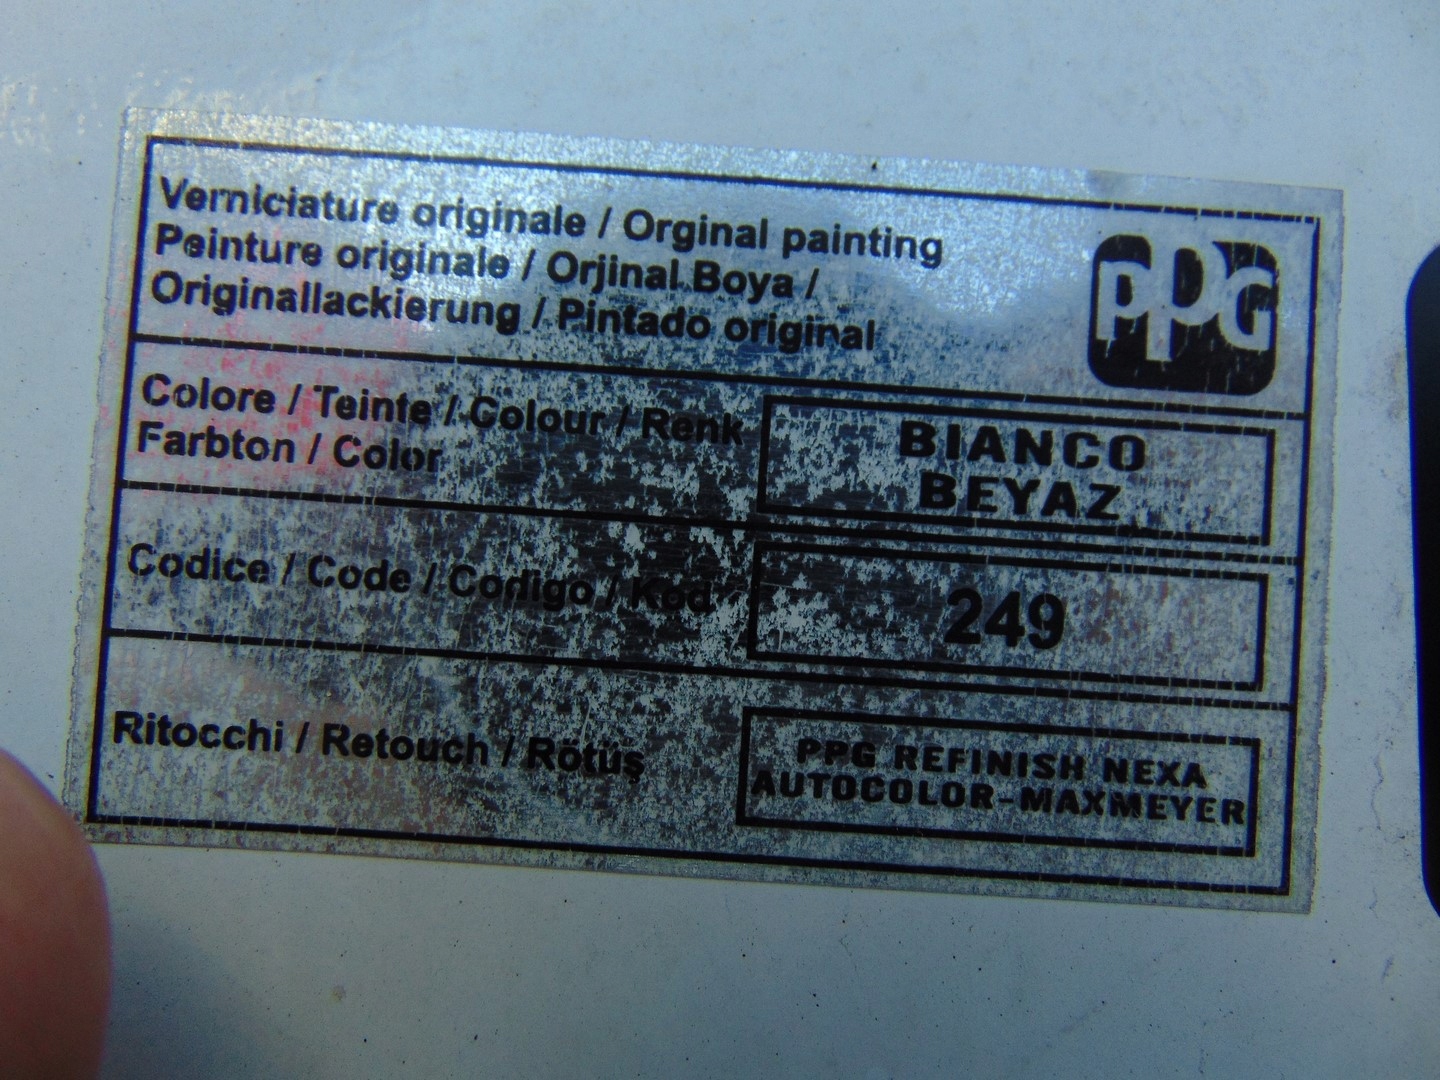 Verniciature originale / Orginal painting
Peinture originale / Orjinal Boya /
Originallackierung / Pintado original
PPG
Colore / Teinte / Colour / Renk
Farbton / Color
BIANCO
BEYAZ
Codice / Code / Codigo / Kod
249
Ritocchi / Retouch / Rötüş
PPG REFINISH NEXA
AUTOCOLOR-MAXMEYER